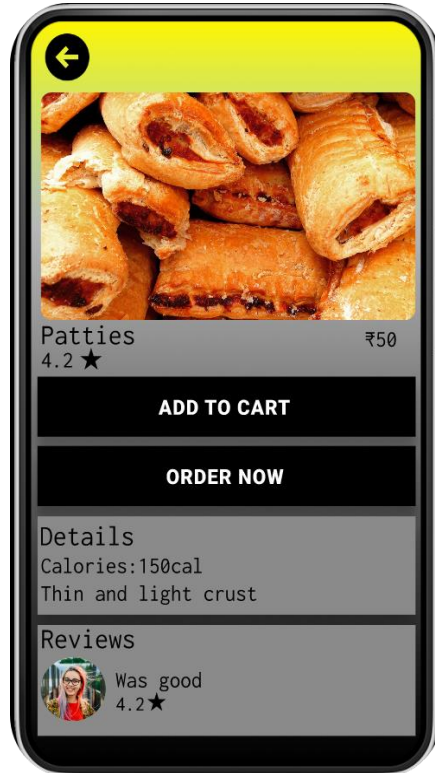 Patties
₹50
4.2 ★
ADD TO CART
ORDER NOW
Details
Calories:150cal
Thin and light crust
Reviews
Was good
4.2★